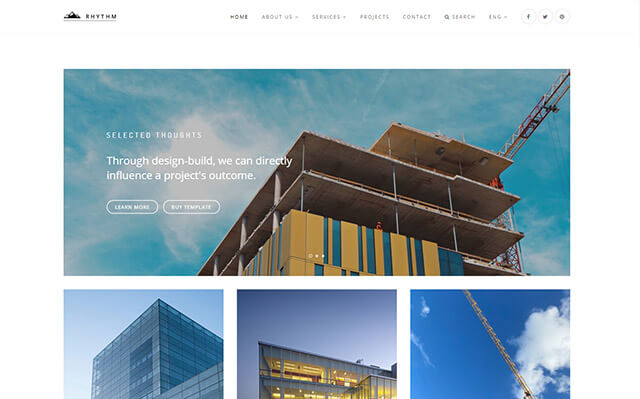 RHYTHM
HOME ABOUT US SERVICES PROJECTS CONTACT SEARCH ENG
SELECTED THOUGHTS
Through design-build, we can directly
influence a project's outcome.
LEARN MORE BUY TEMPLATE